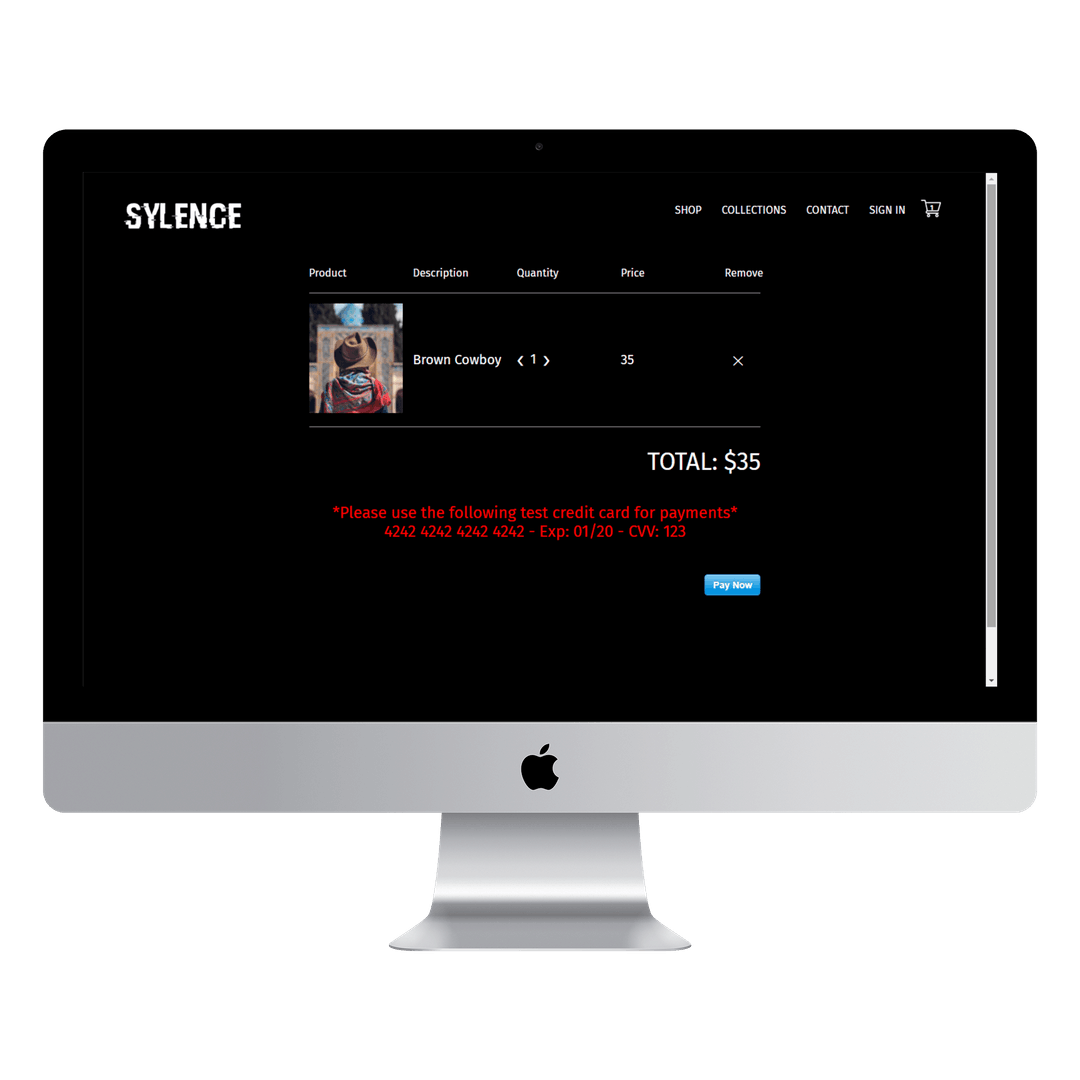 SYLENCE
SHOP COLLECTIONS CONTACT SIGN IN 1
Product Description Quantity Price Remove
Brown Cowboy ❮ 1 ❯ 35 ✕
TOTAL: $35
*Please use the following test credit card for payments*
4242 4242 4242 4242 - Exp: 01/20 - CVV: 123
Pay Now